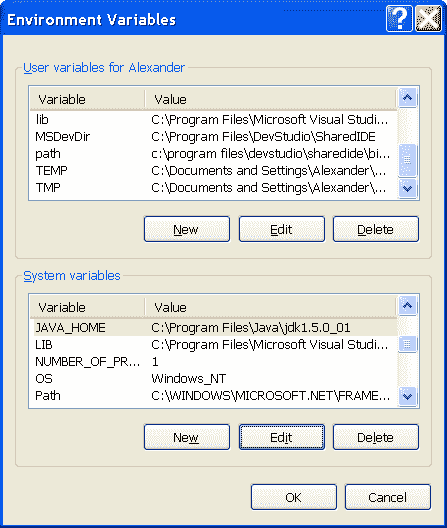 Environment Variables
User variables for Alexander
Variable Value
lib C:\Program Files\Microsoft Visual Studi...
MSDevDir C:\Program Files\DevStudio\SharedIDE
path c:\program files\devstudio\sharedide\bi...
TEMP C:\Documents and Settings\Alexander\...
TMP C:\Documents and Settings\Alexander\...
New Edit Delete
System variables
Variable Value
JAVA_HOME C:\Program Files\Java\jdk1.5.0_01
LIB C:\Program Files\Microsoft Visual Studi...
NUMBER_OF_PR... 1
OS Windows_NT
Path C:\WINDOWS\MICROSOFT.NET\FRAME...
New Edit Delete
OK Cancel